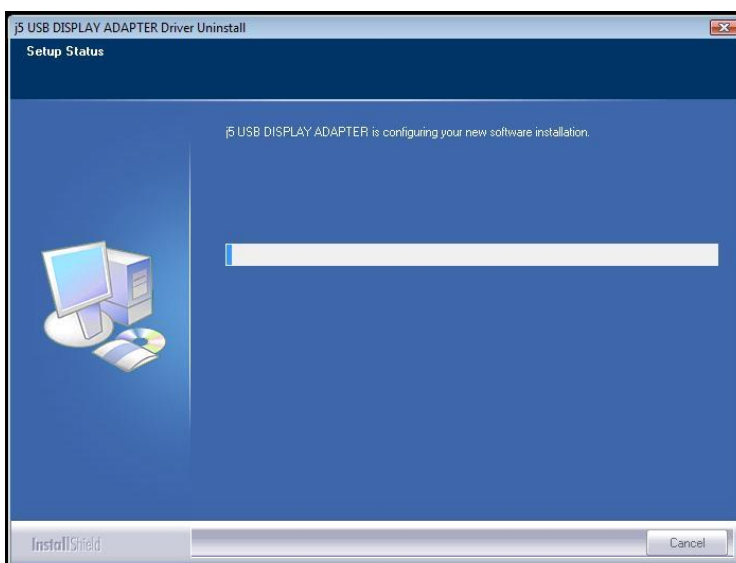 j5 USB DISPLAY ADAPTER Driver Uninstall
Setup Status
j5 USB DISPLAY ADAPTER is configuring your new software installation.
InstallShield
Cancel